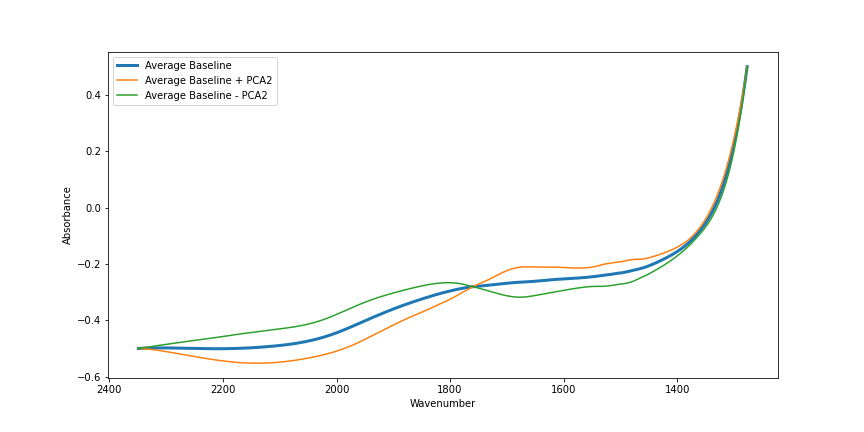 Average Baseline
Average Baseline + PCA2
Average Baseline - PCA2
0.4
0.2
0.0
−0.2
−0.4
−0.6
Absorbance
2400 2200 2000 1800 1600 1400
Wavenumber